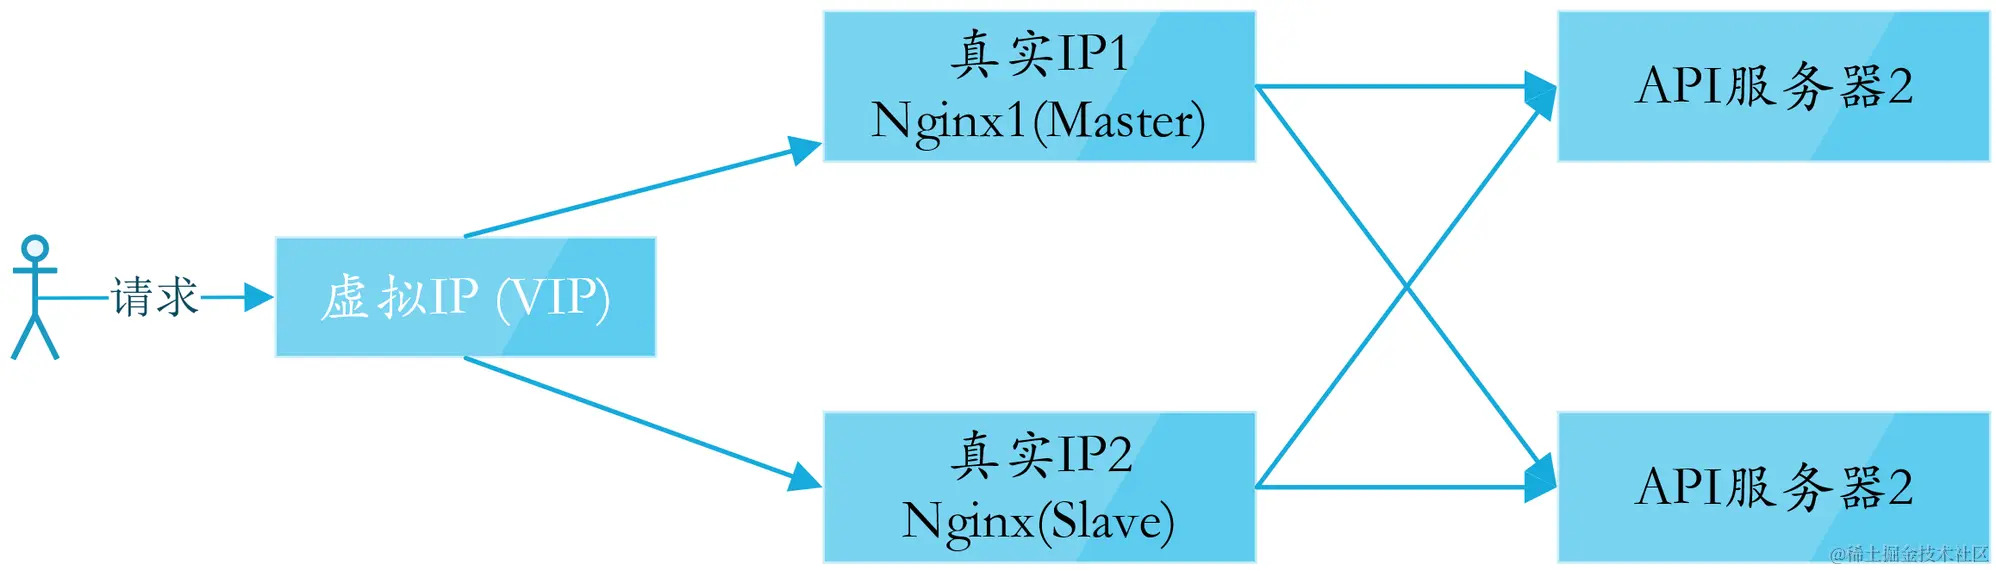 请求
虚拟IP (VIP)
真实IP1
Nginx1(Master)
真实IP2
Nginx(Slave)
API服务器2
API服务器2
@稀土掘金技术社区